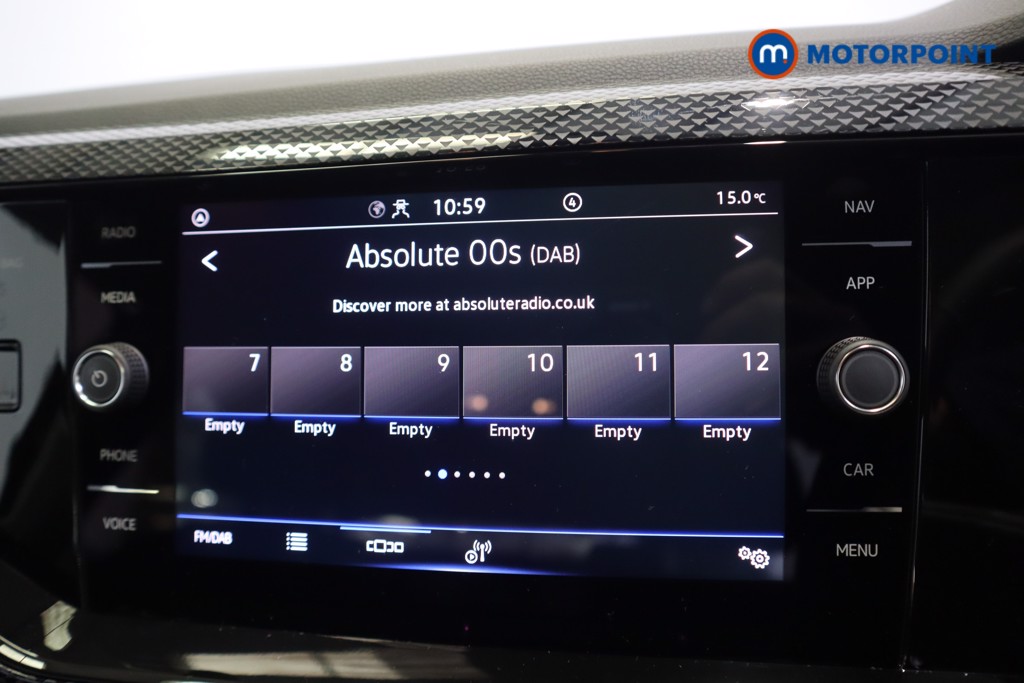 m. MOTORPOINT
10:59 4 15.0°C
RADIO
NAV
Absolute 00s (DAB)
MEDIA
APP
Discover more at absoluteradio.co.uk
7 8 9 10 11 12
Empty Empty Empty Empty Empty Empty
PHONE
CAR
VOICE
FM/DAB
MENU